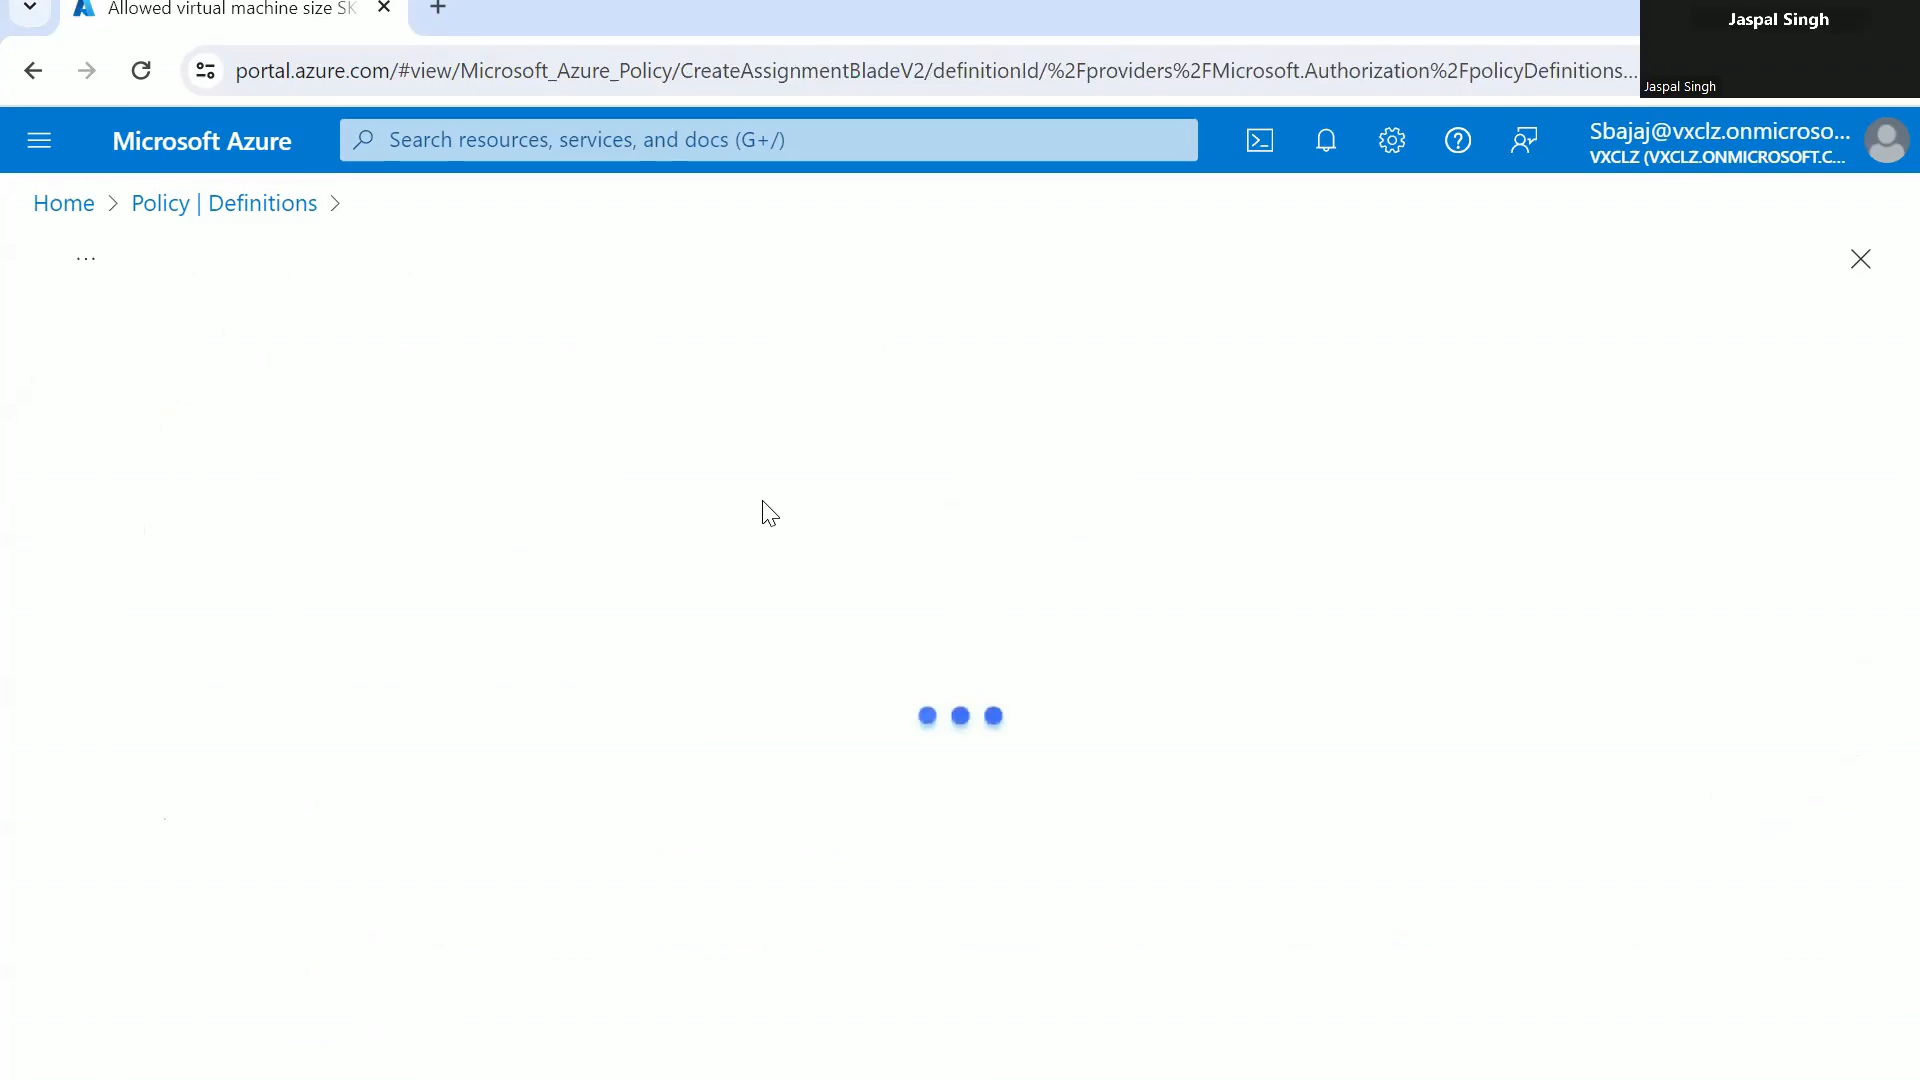 Allowed virtual machine size SK
Jaspal Singh
portal.azure.com/#view/Microsoft_Azure_Policy/CreateAssignmentBladeV2/definitionId/%2Fproviders%2FMicrosoft.Authorization%2FpolicyDefinitions...
Jaspal Singh
Microsoft Azure
Search resources, services, and docs (G+/)
Sbajaj@vxclz.onmicroso...
VXCLZ (VXCLZ.ONMICROSOFT.C...
Home > Policy | Definitions >
...